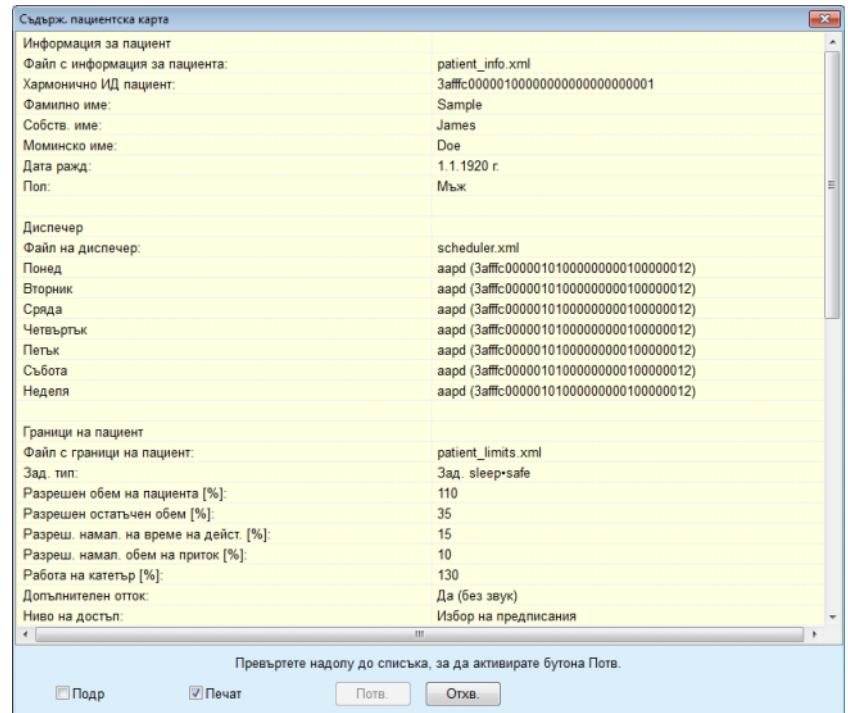 Съдърж. пациентска карта
Информация за пациент
Файл с информация за пациента: patient_info.xml
Хармонично ИД пациент: 3afffc00000100000000000000000001
Фамилно име: Sample
Собств. име: James
Моминско име: Doe
Дата ражд: 1.1.1920 г.
Пол: Мъж
Диспечер
Файл на диспечер: scheduler.xml
Понед aapd (3afffc00000101000000000100000012)
Вторник aapd (3afffc00000101000000000100000012)
Сряда aapd (3afffc00000101000000000100000012)
Четвъртък aapd (3afffc00000101000000000100000012)
Петък aapd (3afffc00000101000000000100000012)
Събота aapd (3afffc00000101000000000100000012)
Неделя aapd (3afffc00000101000000000100000012)
Граници на пациент
Файл с граници на пациент: patient_limits.xml
Зад. тип: Зад. sleep•safe
Разрешен обем на пациента [%]: 110
Разрешен остатъчен обем [%]: 35
Разреш. намал. на време на дейст. [%]: 15
Разреш. намал. обем на приток [%]: 10
Работа на катетър [%]: 130
Допълнителен отток: Да (без звук)
Ниво на достъп: Избор на предписания
Превъртете надолу до списъка, за да активирате бутона Потв.
Подр Печат Потв. Отхв.